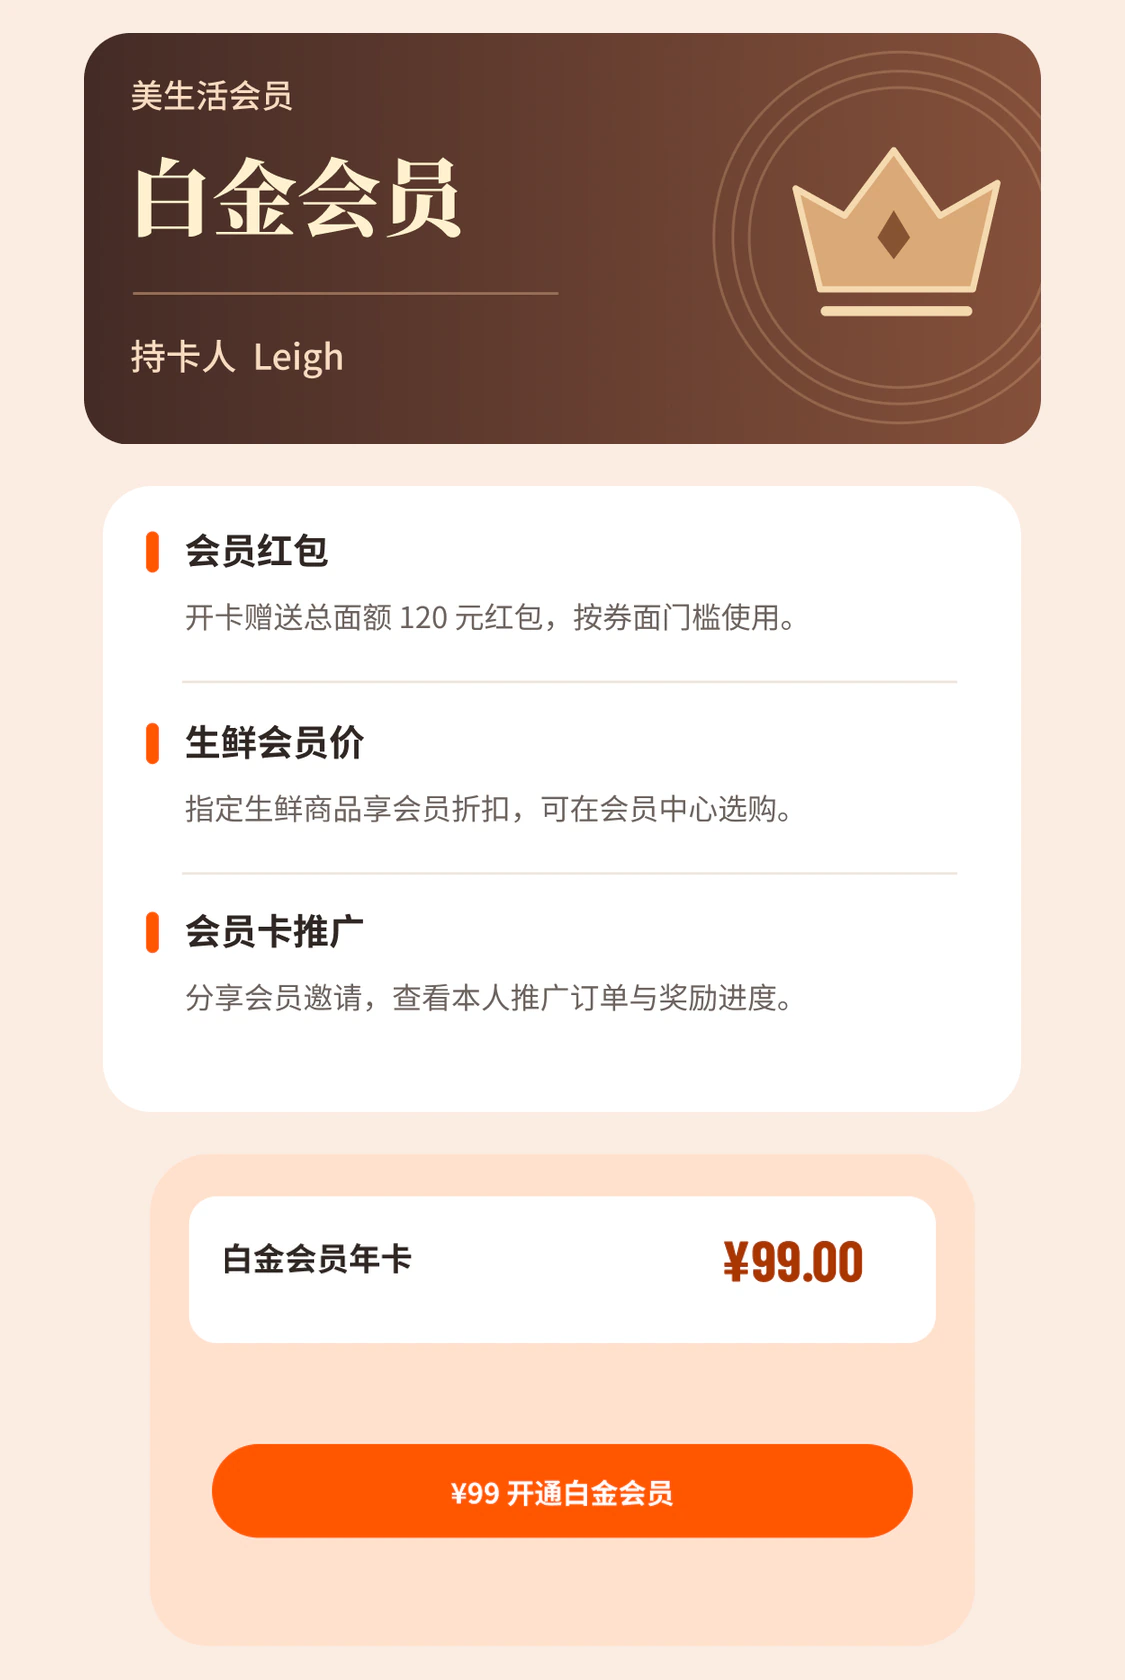 美生活会员
白金会员
持卡人 Leigh
会员红包
开卡赠送总面额 120 元红包，按券面门槛使用。
生鲜会员价
指定生鲜商品享会员折扣，可在会员中心选购。
会员卡推广
分享会员邀请，查看本人推广订单与奖励进度。
白金会员年卡 ¥99.00
¥99 开通白金会员